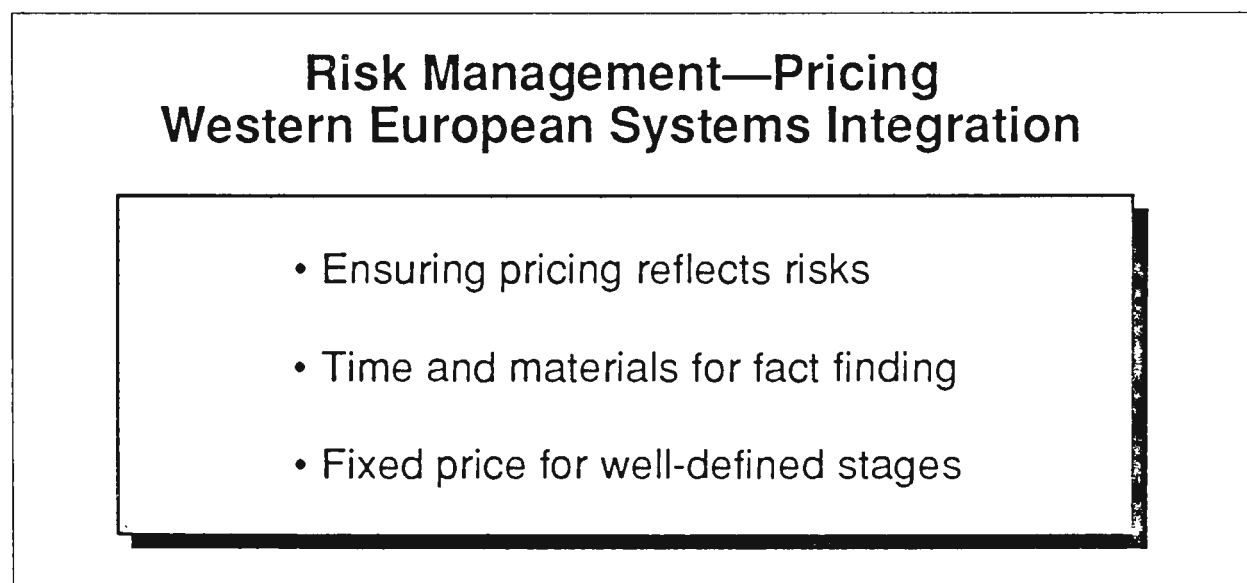 Risk Management—Pricing
Western European Systems Integration
• Ensuring pricing reflects risks
• Time and materials for fact finding
• Fixed price for well-defined stages